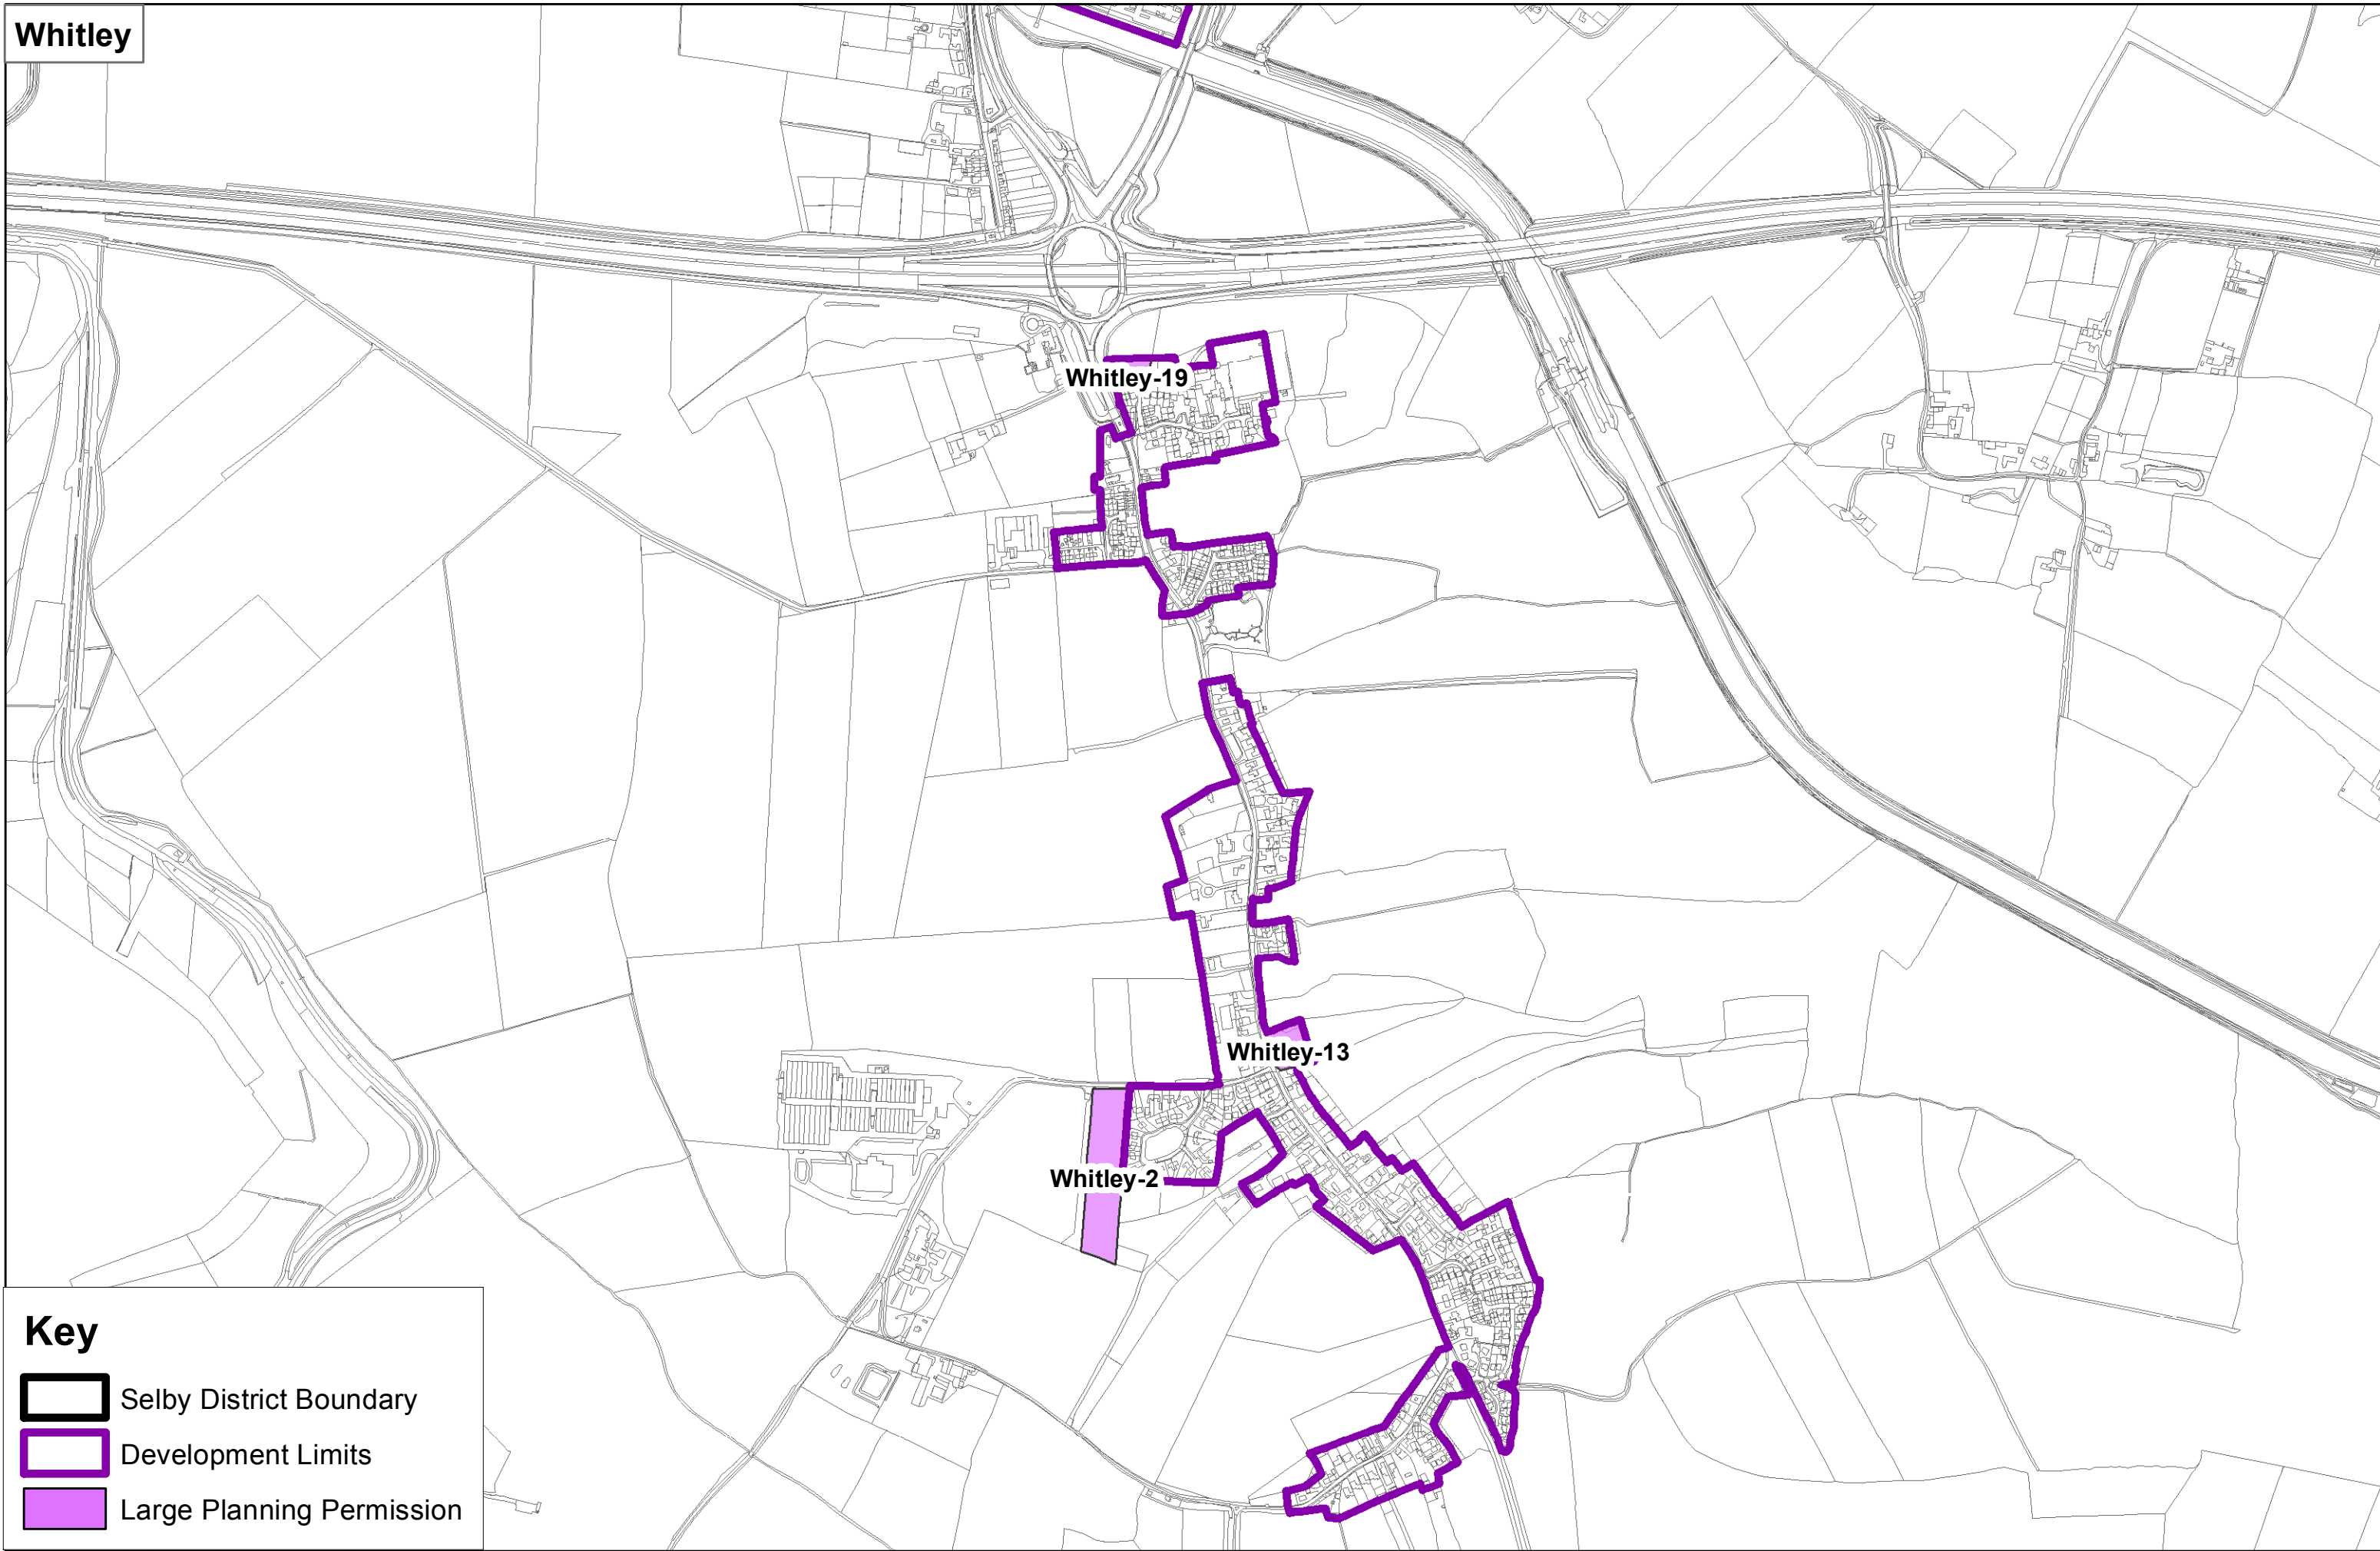 Whitley
Whitley-19
Whitley-13
Whitley-2
Key
Selby District Boundary
Development Limits
Large Planning Permission